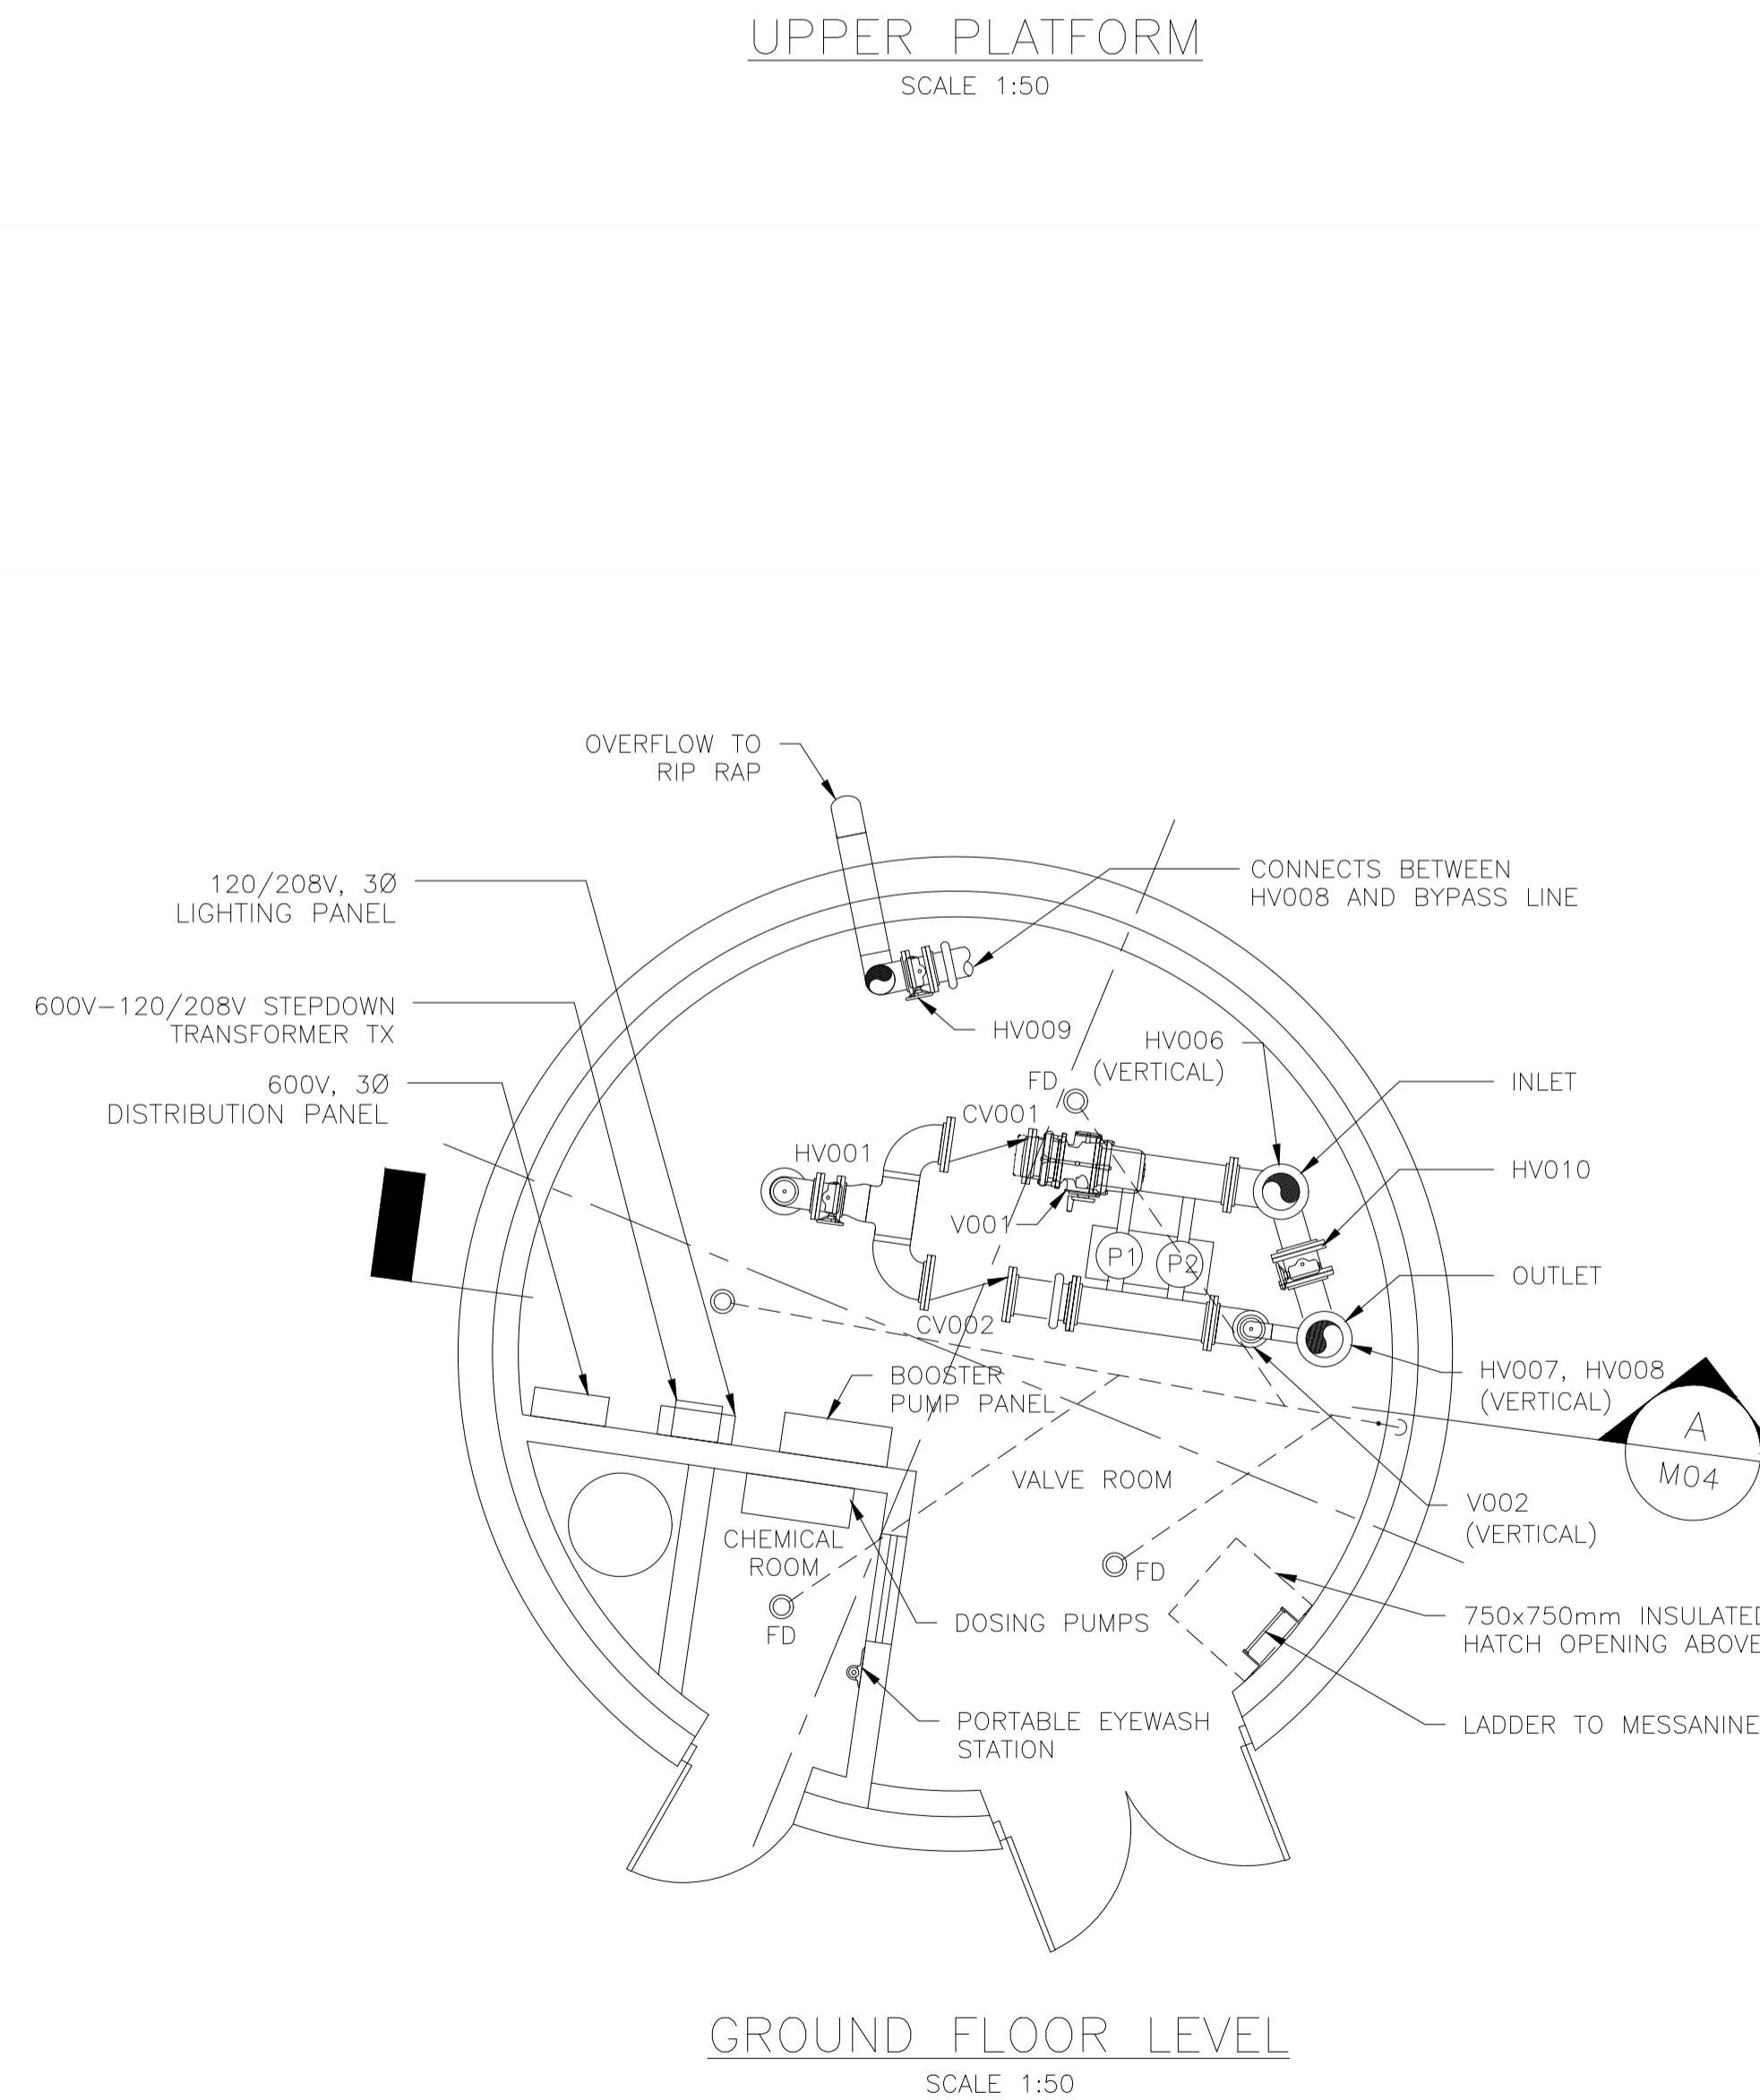 UPPER PLATFORM
SCALE 1:50
OVERFLOW TO
RIP RAP
120/208V, 3Ø
LIGHTING PANEL
CONNECTS BETWEEN
HV008 AND BYPASS LINE
600V-120/208V STEPDOWN
TRANSFORMER TX
HV009
HV006
(VERTICAL)
600V, 3Ø
DISTRIBUTION PANEL
FD
INLET
CV001
HV001
HV010
V001
P1
P2
OUTLET
CV002
BOOSTER
PUMP PANEL
HV007, HV008
(VERTICAL)
A
M04
VALVE ROOM
V002
(VERTICAL)
CHEMICAL
ROOM
FD
FD
DOSING PUMPS
750x750mm INSULATED
HATCH OPENING ABOVE
PORTABLE EYEWASH
STATION
LADDER TO MESSANINE
GROUND FLOOR LEVEL
SCALE 1:50